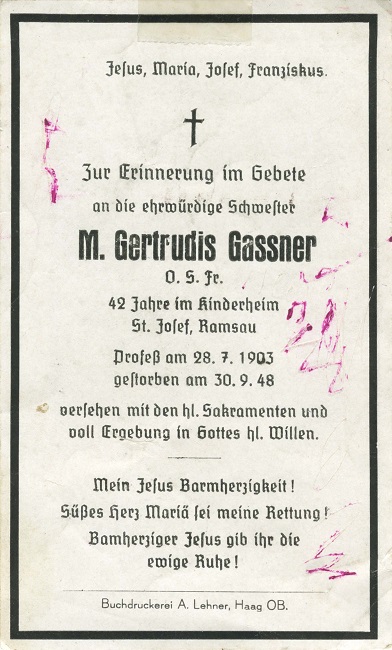 Jesus, Maria, Josef, Franziskus.
Zur Erinnerung im Gebete
an die ehrwürdige Schwester
M. Gertrudis Gassner
O. S. Fr.
42 Jahre im Kinderheim
St. Josef, Ramsau
Profeß am 28. 7. 1903
gestorben am 30. 9. 48
versehen mit den hl. Sakramenten und
voll Ergebung in Gottes hl. Willen.
Mein Jesus Barmherzigkeit!
Süßes Herz Mariä sei meine Rettung!
Bamherziger Jesus gib ihr die
ewige Ruhe!
Buchdruckerei A. Lehner, Haag OB.